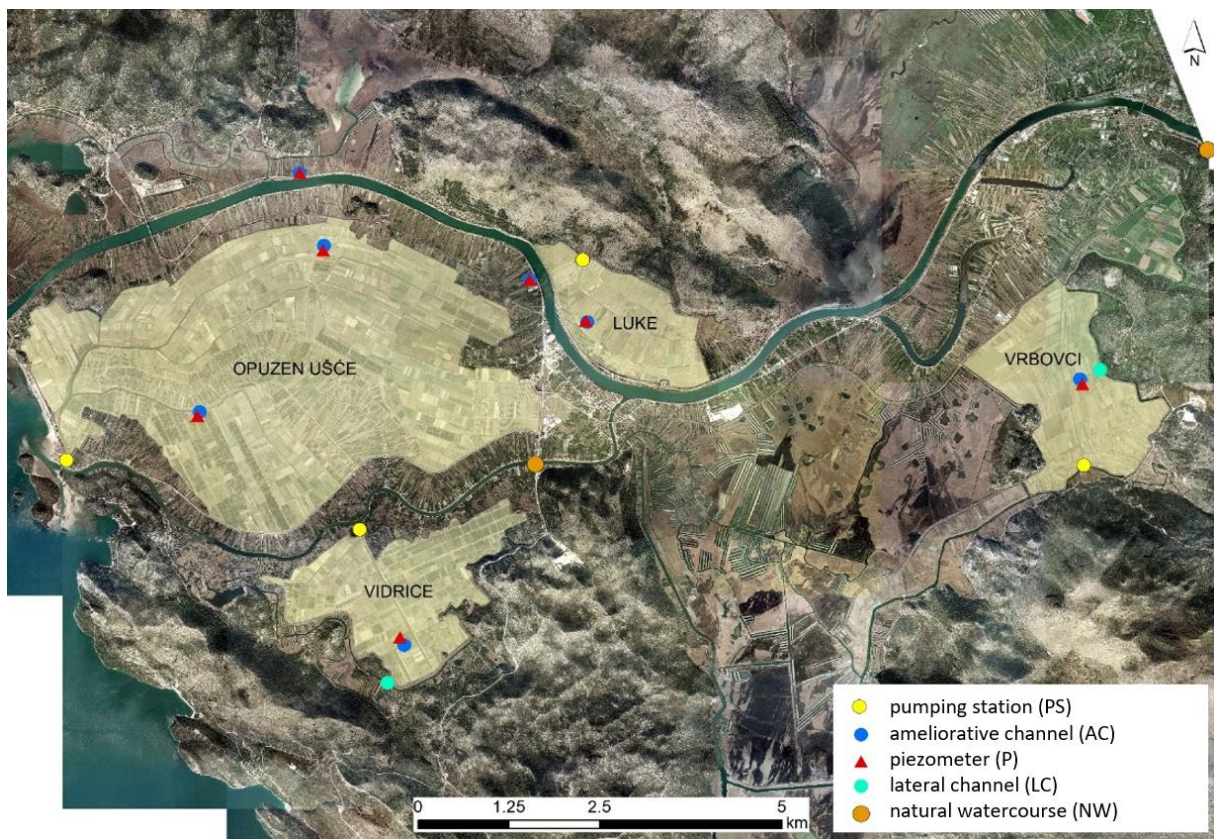 N
LUKE
VRBOVCI
OPUZEN UŠĆE
VIDRICE
pumping station (PS)
ameliorative channel (AC)
piezometer (P)
lateral channel (LC)
natural watercourse (NW)
0 1.25 2.5 5
km